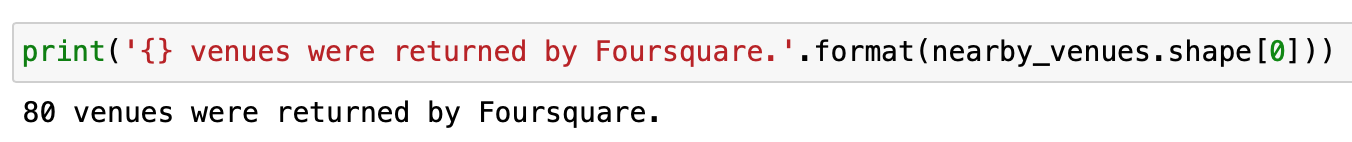 print('{} venues were returned by Foursquare.'.format(nearby_venues.shape[0]))
80 venues were returned by Foursquare.